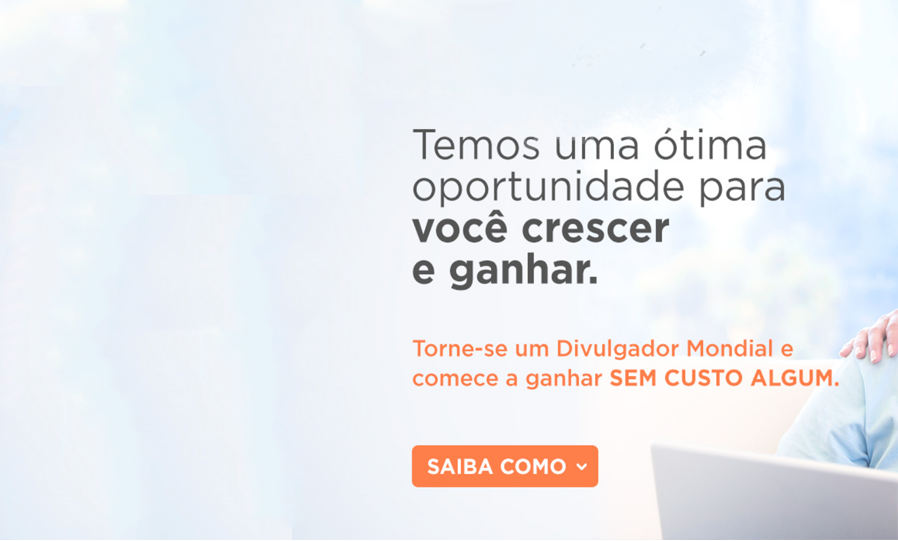 Temos uma ótima
oportunidade para
você crescer
e ganhar.
Torne-se um Divulgador Mondial e
comece a ganhar SEM CUSTO ALGUM.
SAIBA COMO